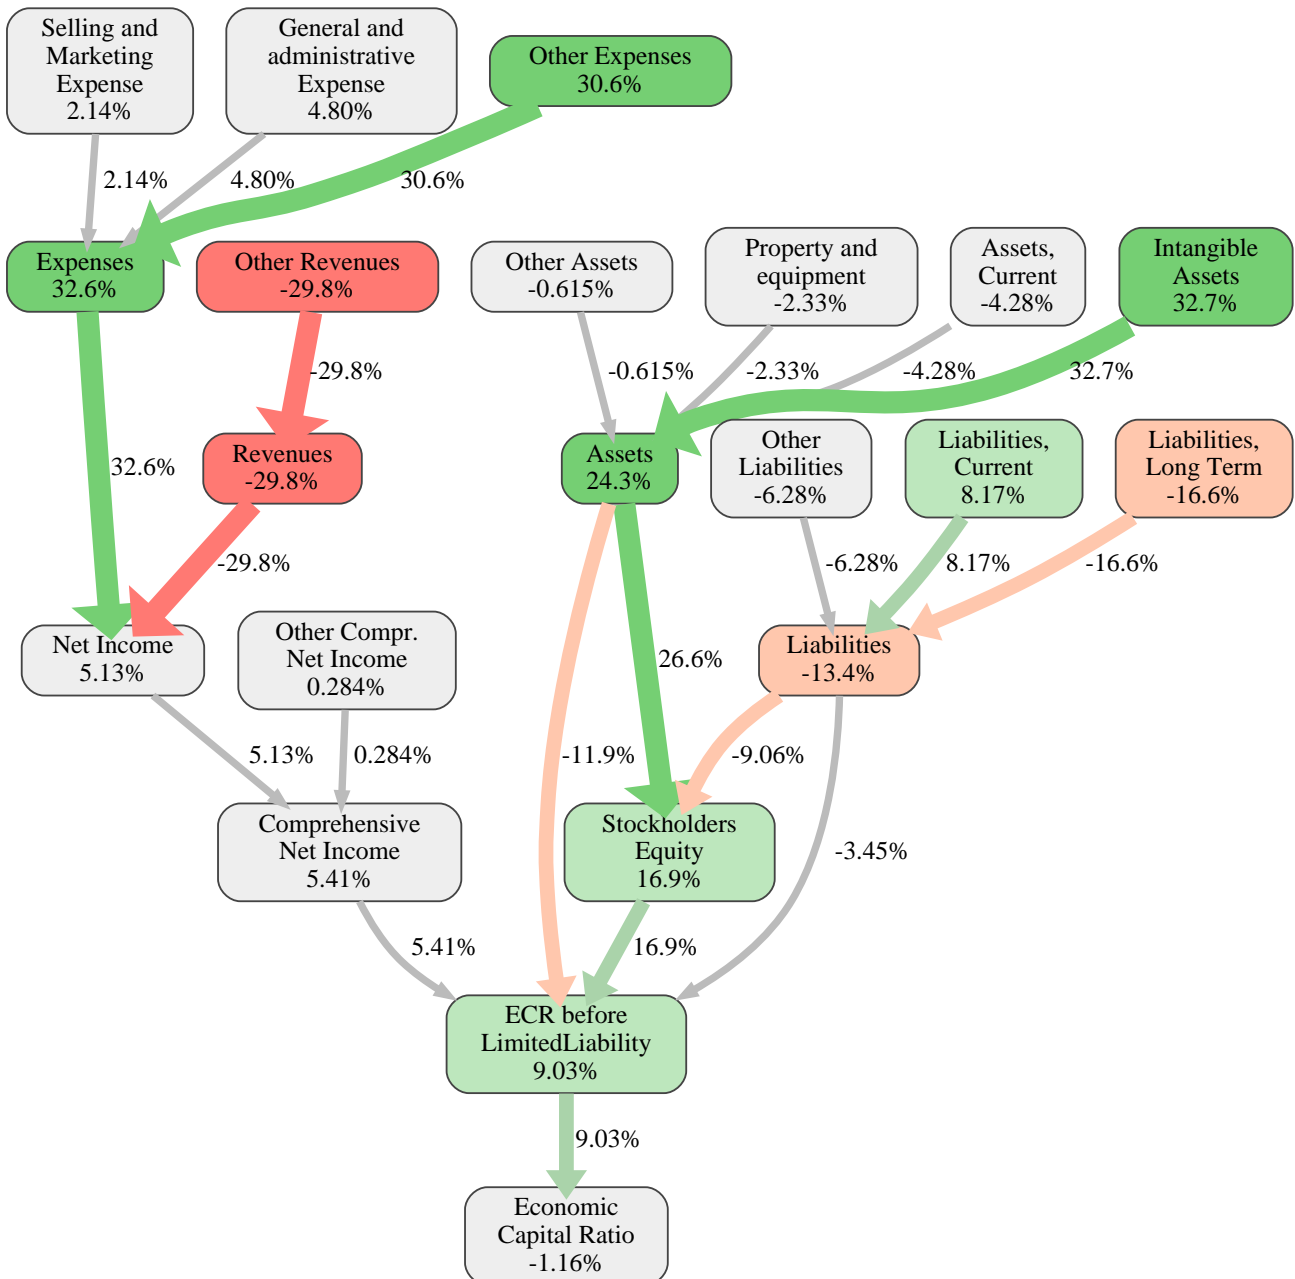 Selling and
Marketing
Expense
2.14%
General and
administrative
Expense
4.80%
Other Expenses
30.6%
2.14%
4.80%
30.6%
Expenses
32.6%
Other Revenues
-29.8%
Other Assets
-0.615%
Property and
equipment
-2.33%
Assets,
Current
-4.28%
Intangible
Assets
32.7%
-29.8%
-0.615%
-2.33%
-4.28%
32.7%
Revenues
-29.8%
Assets
24.3%
Other
Liabilities
-6.28%
Liabilities,
Current
8.17%
Liabilities,
Long Term
-16.6%
32.6%
-29.8%
-6.28%
8.17%
-16.6%
Net Income
5.13%
Other Compr.
Net Income
0.284%
Liabilities
-13.4%
26.6%
5.13%
0.284%
-11.9%
-9.06%
Comprehensive
Net Income
5.41%
Stockholders
Equity
16.9%
-3.45%
5.41%
16.9%
ECR before
LimitedLiability
9.03%
9.03%
Economic
Capital Ratio
-1.16%